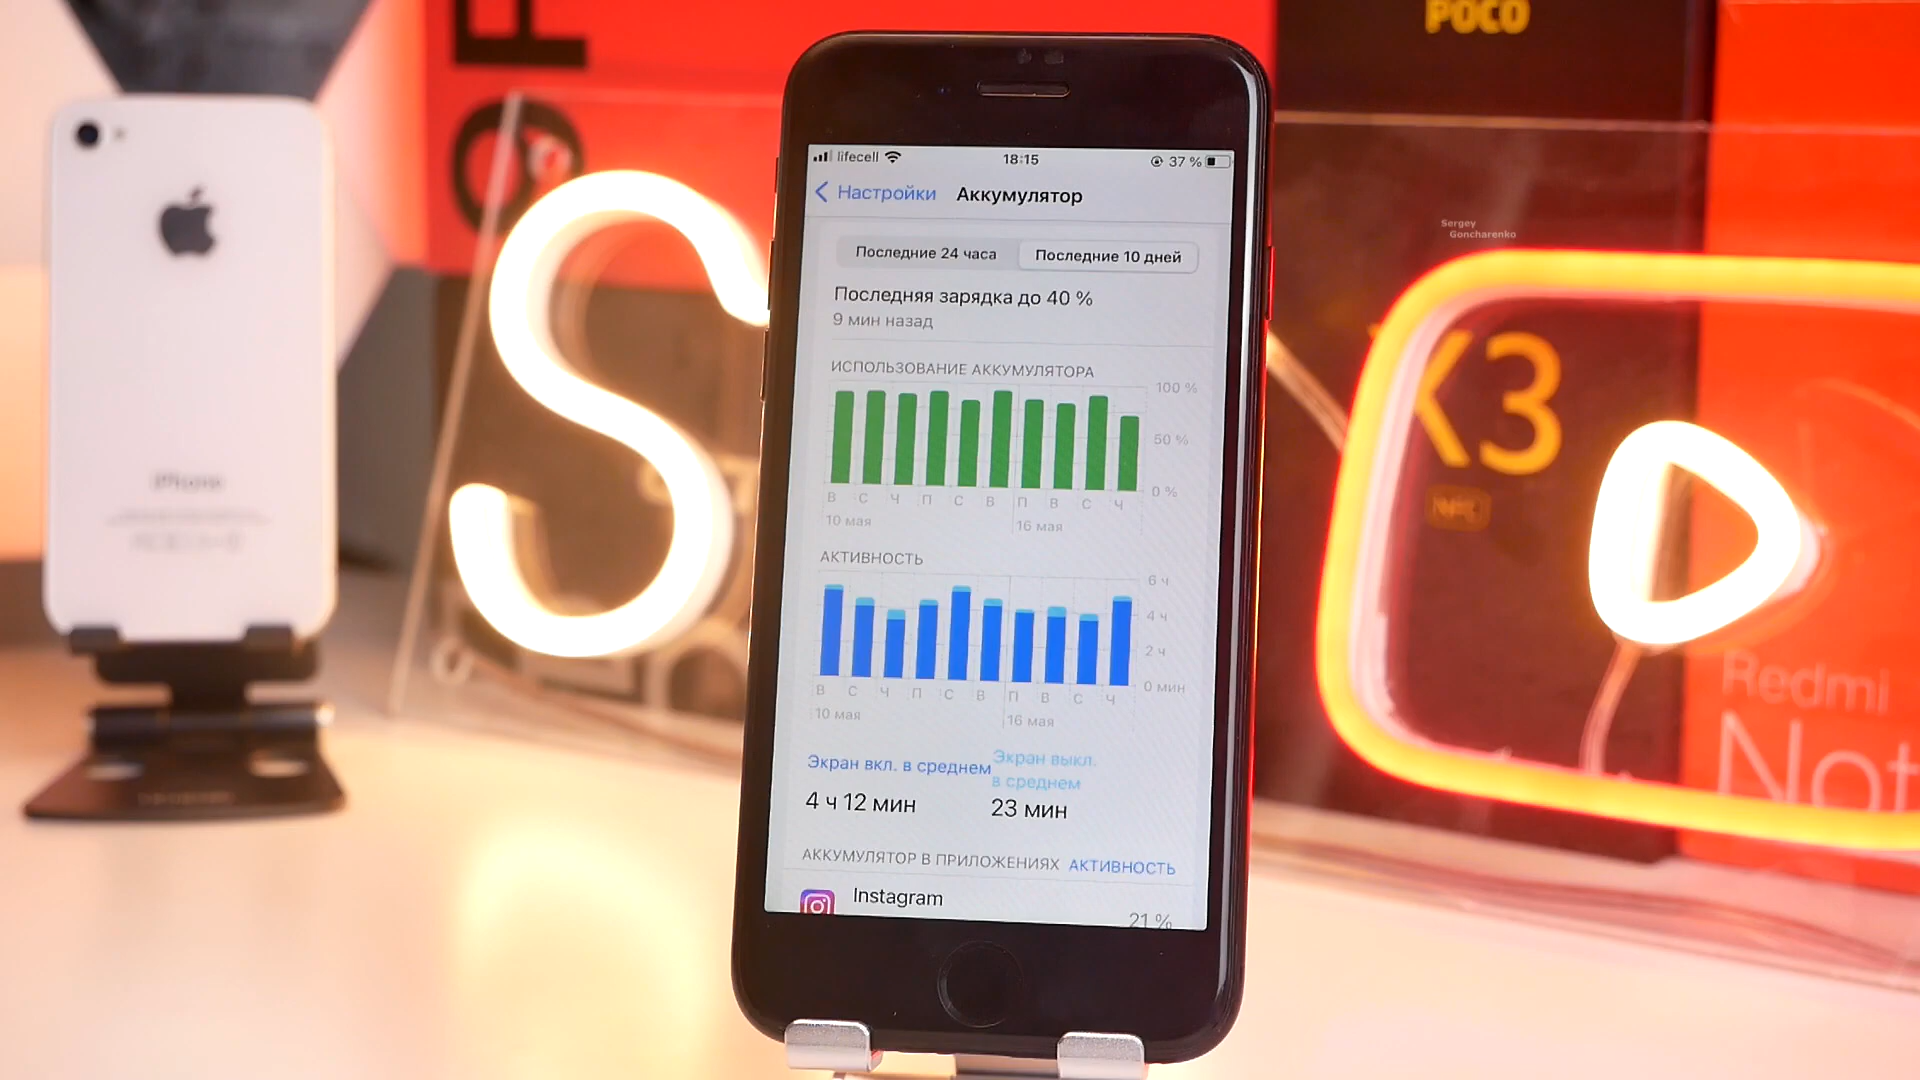 POCO
lifecell
18:15
37 %
Настройки
Аккумулятор
Последние 24 часа
Последние 10 дней
Последняя зарядка до 40 %
9 мин назад
ИСПОЛЬЗОВАНИЕ АККУМУЛЯТОРА
100 %
50 %
0 %
В С Ч П С В П В С Ч
10 мая
16 мая
АКТИВНОСТЬ
6 ч
4 ч
2 ч
0 мин
В С Ч П С В П В С Ч
10 мая
16 мая
Экран вкл. в среднем
4 ч 12 мин
Экран выкл.
в среднем
23 мин
АККУМУЛЯТОР В ПРИЛОЖЕНИЯХ
АКТИВНОСТЬ
Instagram
21 %
iPhone
S
Sergey
Goncharenko
X3
NFC
Redmi
Not